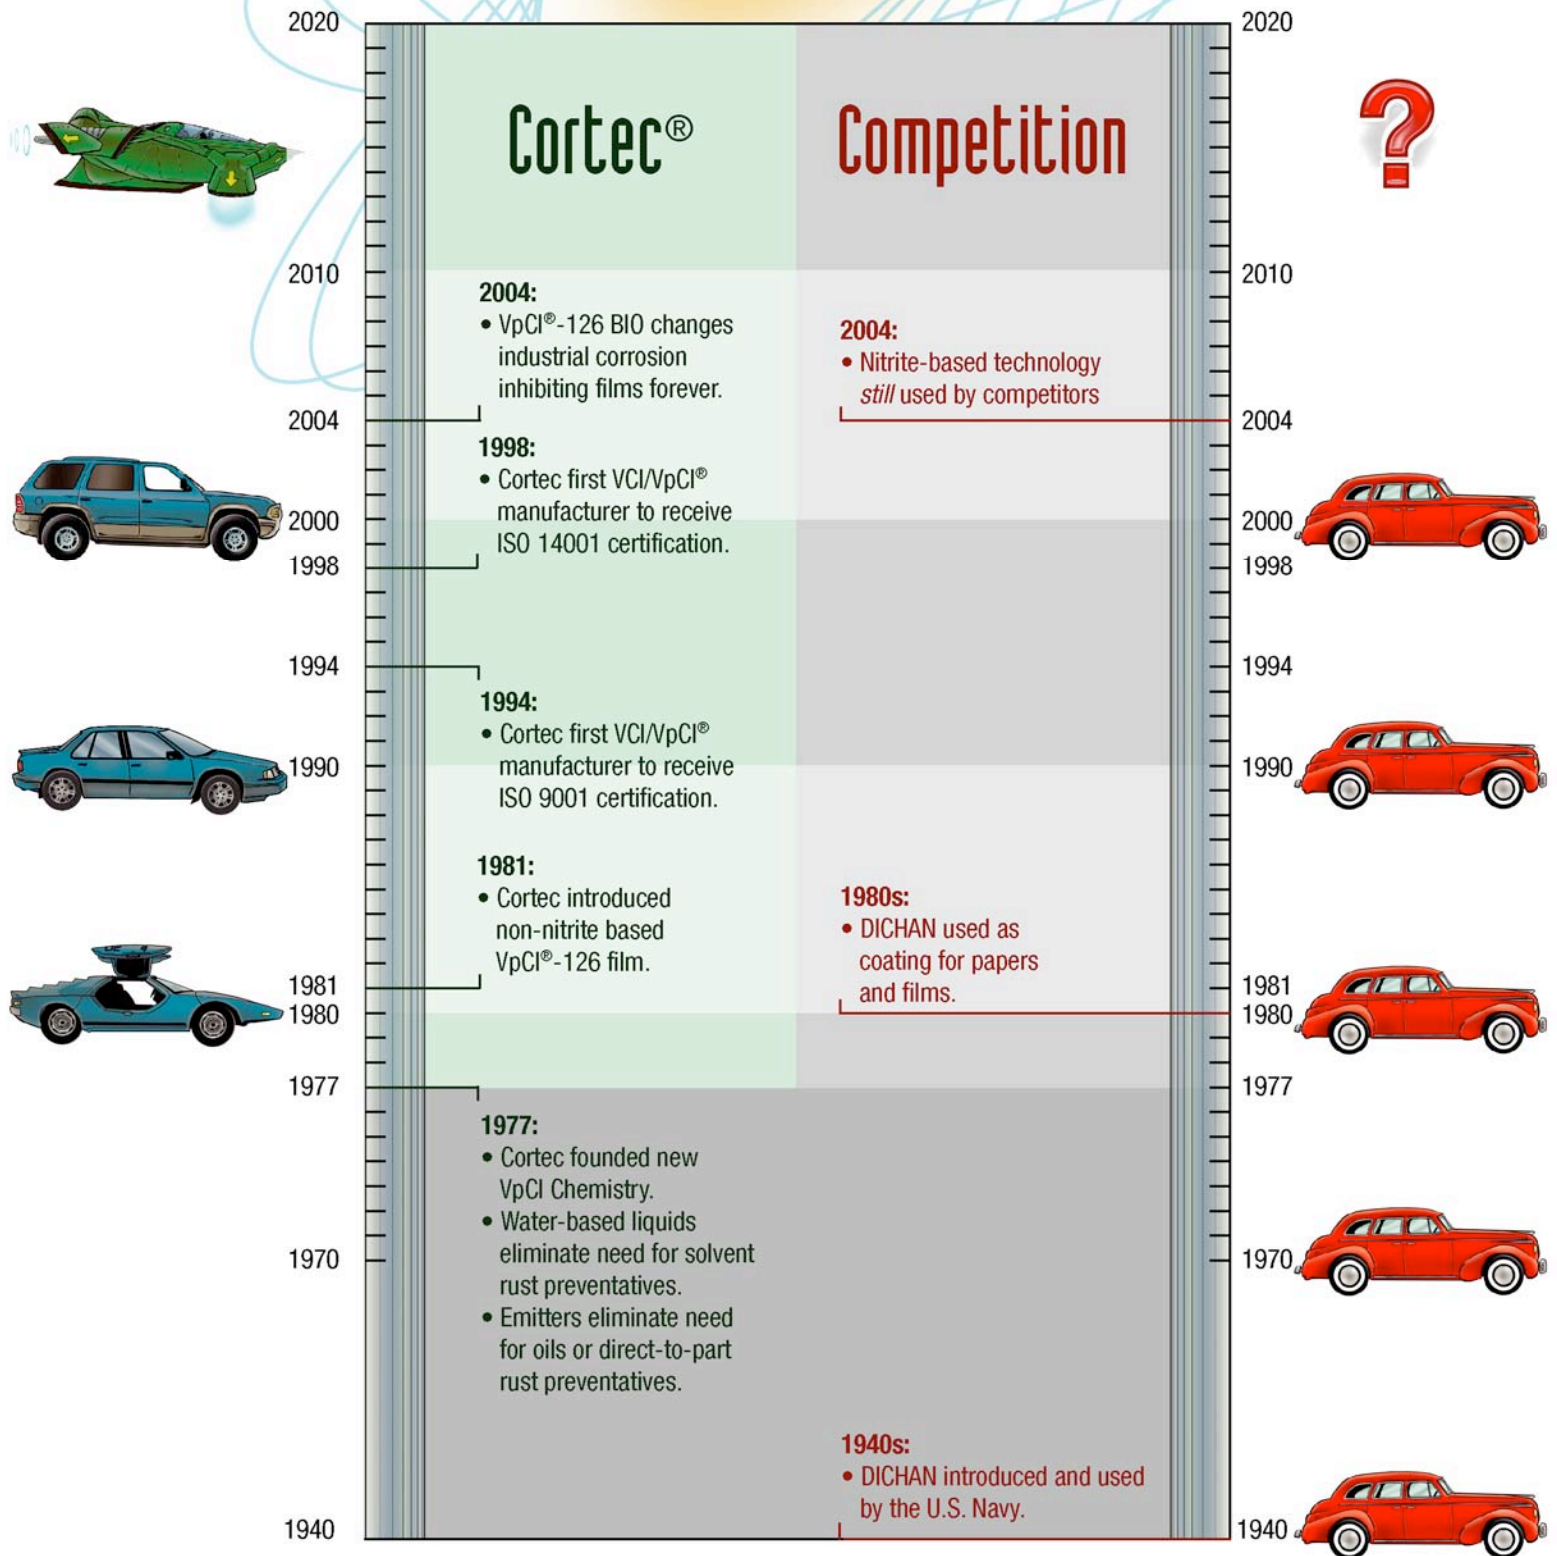 2020
2020
Cortec®
Competition
2010
2010
2004:
• VpCI®-126 BIO changes
industrial corrosion
inhibiting films forever.
2004:
• Nitrite-based technology
still used by competitors
2004
2004
1998:
• Cortec first VCI/VpCI®
manufacturer to receive
ISO 14001 certification.
2000
2000
1998
1998
1994
1994
1994:
• Cortec first VCI/VpCI®
manufacturer to receive
ISO 9001 certification.
1990
1990
1981:
• Cortec introduced
non-nitrite based
VpCI®-126 film.
1980s:
• DICHAN used as
coating for papers
and films.
1981
1981
1980
1980
1977
1977
1977:
• Cortec founded new
VpCI Chemistry.
• Water-based liquids
eliminate need for solvent
rust preventatives.
• Emitters eliminate need
for oils or direct-to-part
rust preventatives.
1970
1970
1940s:
• DICHAN introduced and used
by the U.S. Navy.
1940
1940